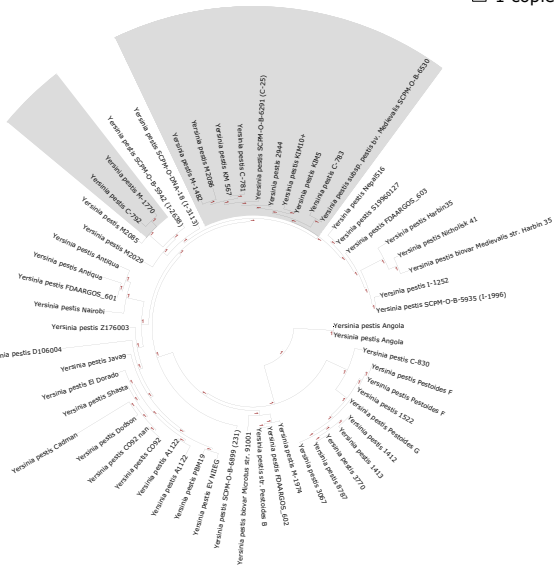 1 copie
Yersinia pestis subsp. pestis bv. Medievalis SCPM-O-B-6530
Yersinia pestis C-783
Yersinia pestis KIM5
Yersinia pestis KIM10+
Yersinia pestis 2944
Yersinia pestis SCPM-O-B-6291 (C-25)
Yersinia pestis C-781
Yersinia pestis KM 567
Yersinia pestis M2086
Yersinia pestis M-1482
Yersinia pestis SCPM-O-DNA-18 (I-3113)
Yersinia pestis SCPM-O-B-5942 (I-2638)
Yersinia pestis M-1770
Yersinia pestis C-792
Yersinia pestis M2085
Yersinia pestis M2029
Yersinia pestis Antiqua
Yersinia pestis Antiqua
Yersinia pestis FDAARGOS_601
Yersinia pestis Nairobi
Yersinia pestis Z176003
nia pestis D106004
Yersinia pestis Java9
Yersinia pestis El Dorado
Yersinia pestis Shasta
Yersinia pestis Cadman
Yersinia pestis Dodson
Yersinia pestis CO92 nan
Yersinia pestis CO92
Yersinia pestis A1122
Yersinia pestis A1122
Yersinia pestis PBM19
Yersinia pestis EV NIIEG
Yersinia pestis SCPM-O-B-6899 (231)
Yersinia pestis biovar Microtus str. 91001
Yersinia pestis str. Pestoides B
Yersinia pestis FDAARGOS_602
Yersinia pestis M-1974
Yersinia pestis 3067
Yersinia pestis 8787
Yersinia pestis 3770
Yersinia pestis 1413
Yersinia pestis 1412
Yersinia pestis Pestoides G
Yersinia pestis 1522
Yersinia pestis Pestoides F
Yersinia pestis Pestoides F
Yersinia pestis C-830
Yersinia pestis Angola
Yersinia pestis Angola
Yersinia pestis SCPM-O-B-5935 (I-1996)
Yersinia pestis I-1252
Yersinia pestis biovar Medievalis str. Harbin 35
Yersinia pestis Nicholisk 41
Yersinia pestis Harbin35
Yersinia pestis FDAARGOS_603
Yersinia pestis S19960127
Yersinia pestis Nepal516